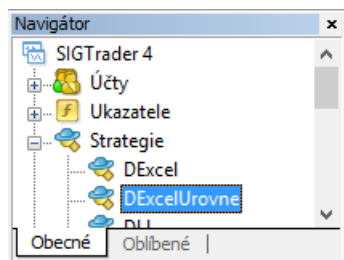 Navigátor
SIGTrader 4
Účty
Ukazatele
Strategie
DExcel
DExcelUrovne
Obecné
Oblíbené